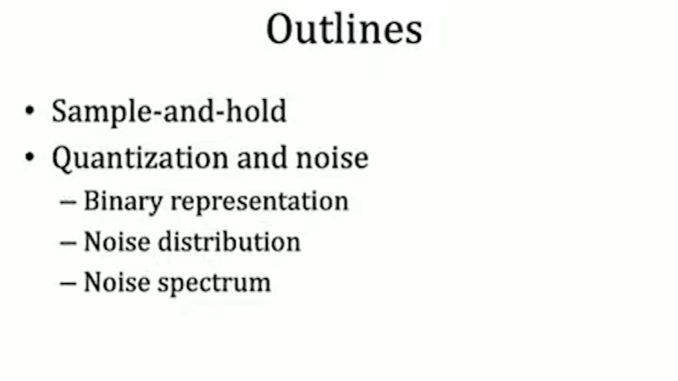 Outlines
• Sample-and-hold
• Quantization and noise
– Binary representation
– Noise distribution
– Noise spectrum